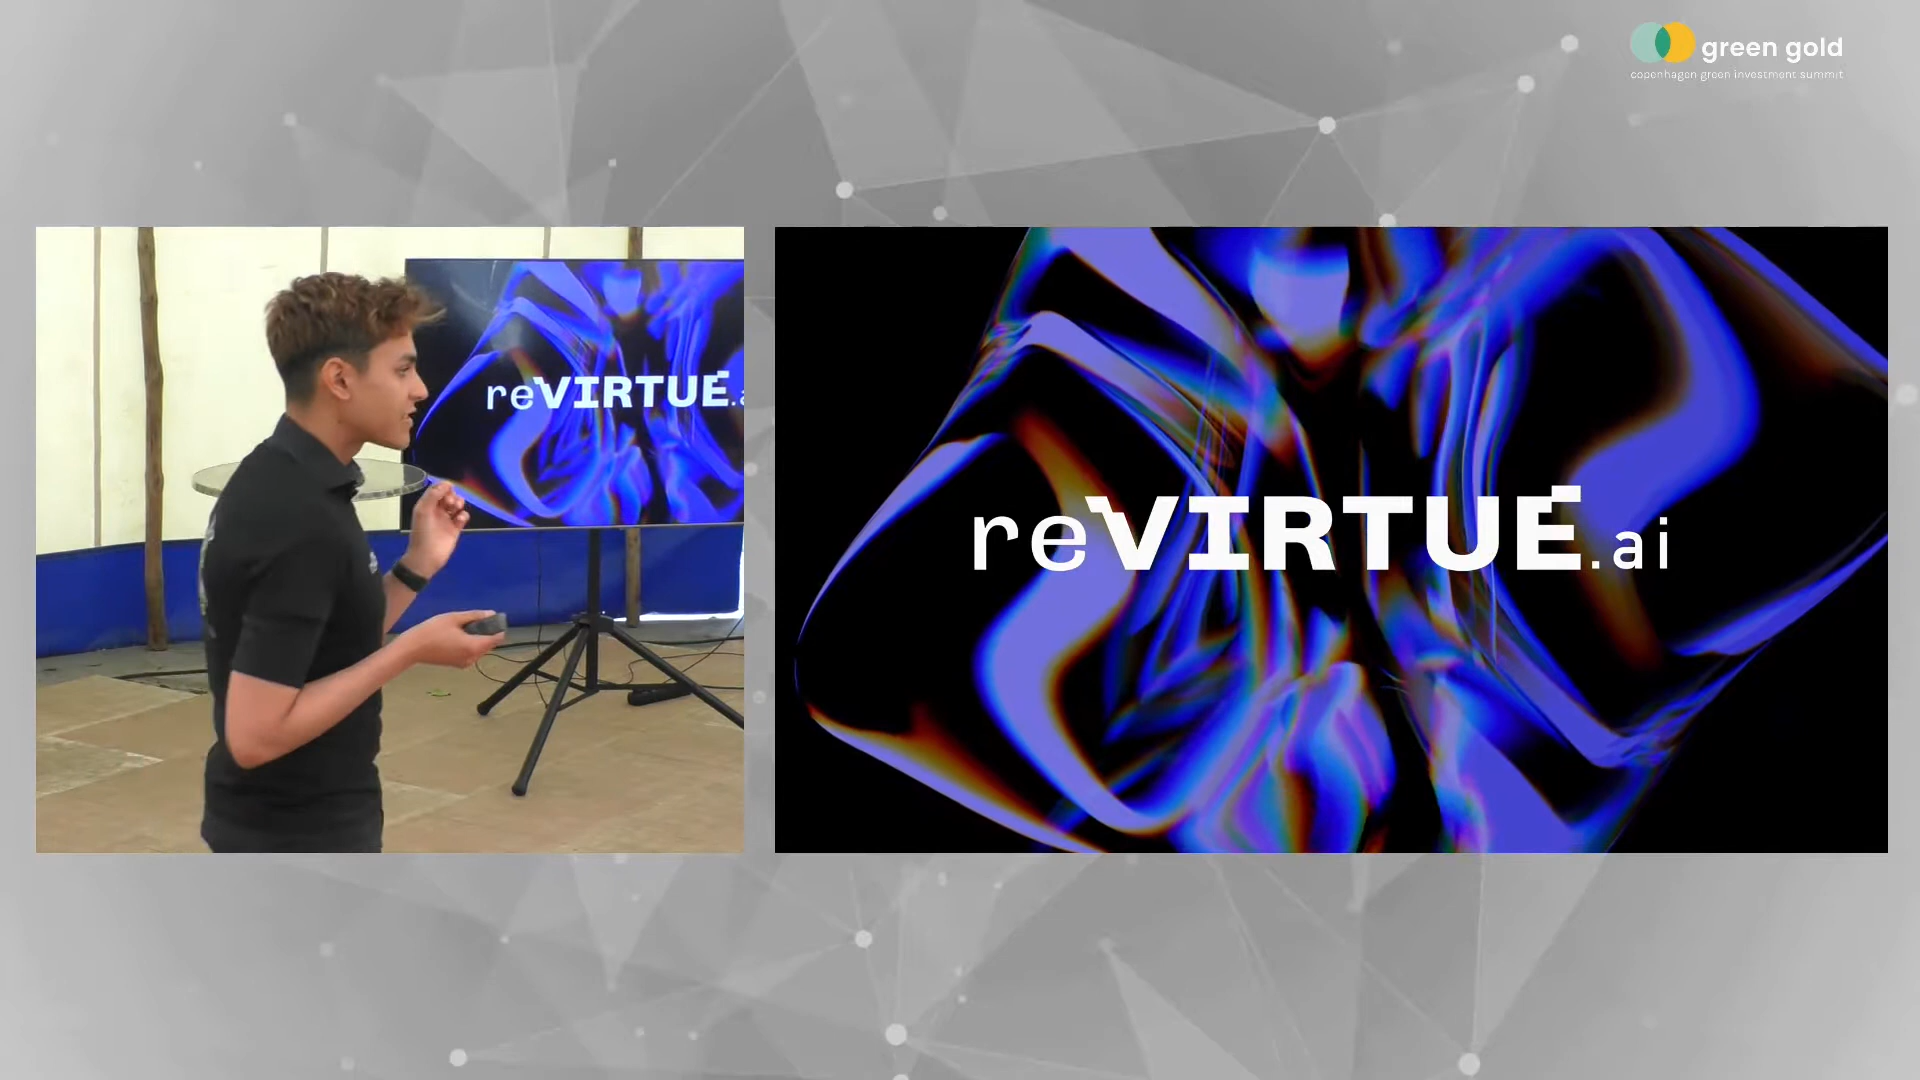 green gold
copenhagen green investment summit
reVIRTUE.a
reVIRTUE.ai